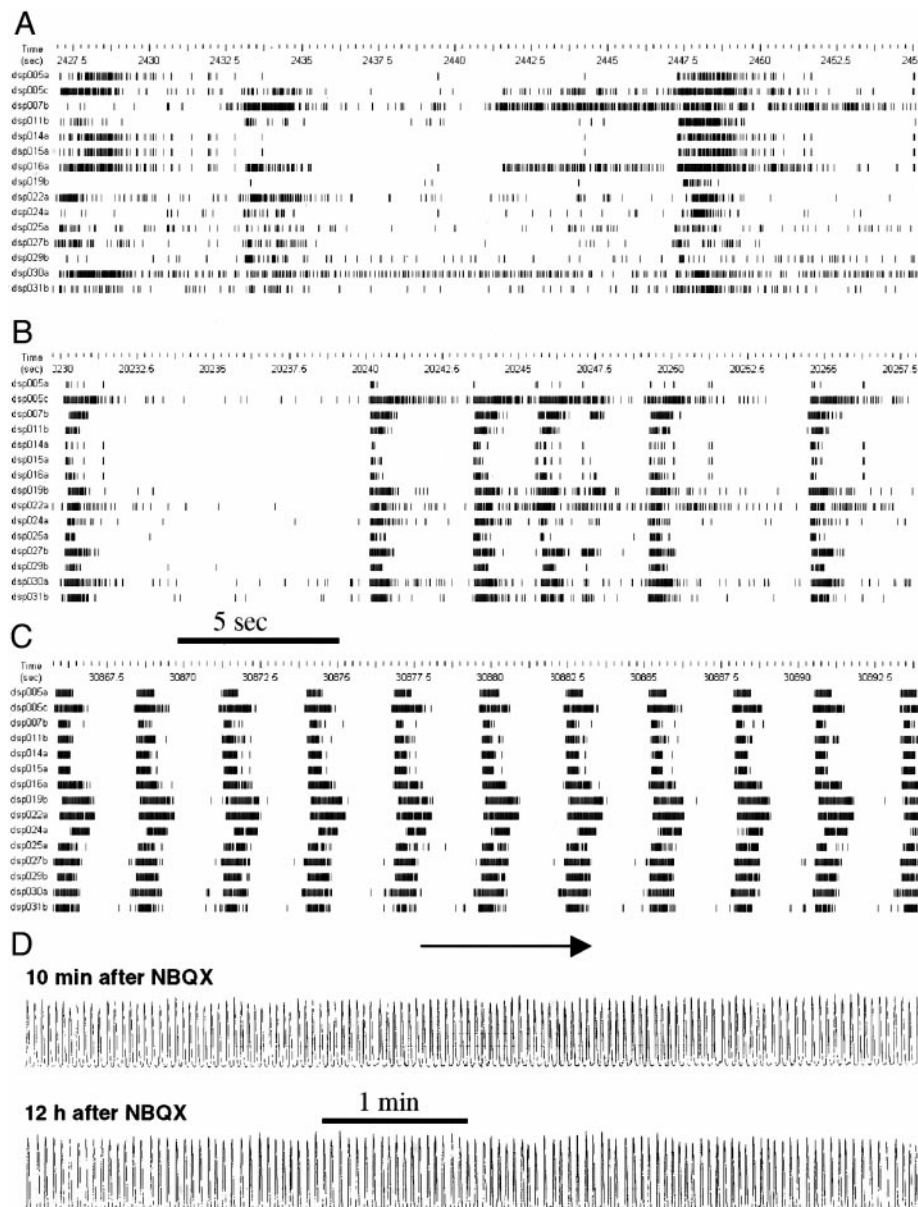 A
Time
(sec) 2427.5 2430 2432.5 2435 2437.5 2440 2442.5 2445 2447.5 2450 2452.5 245
dsp005a
dsp005c
dsp007b
dsp011b
dsp014a
dsp015a
dsp016a
dsp019b
dsp022a
dsp024a
dsp025a
dsp027b
dsp029b
dsp030a
dsp031b
B
Time
(sec) 0230 20232.5 20235 20237.5 20240 20242.5 20245 20247.5 20250 20252.5 20255 20257.5
dsp005a
dsp005c
dsp007b
dsp011b
dsp014a
dsp015a
dsp016a
dsp019b
dsp022a
dsp024a
dsp025a
dsp027b
dsp029b
dsp030a
dsp031b
5 sec
C
Time
(sec) 30867.5 30870 30872.5 30875 30877.5 30880 30882.5 30885 30887.5 30890 30892.5
dsp005a
dsp005c
dsp007b
dsp011b
dsp014a
dsp015a
dsp016a
dsp019b
dsp022a
dsp024a
dsp025a
dsp027b
dsp029b
dsp030a
dsp031b
D
10 min after NBQX
1 min
12 h after NBQX